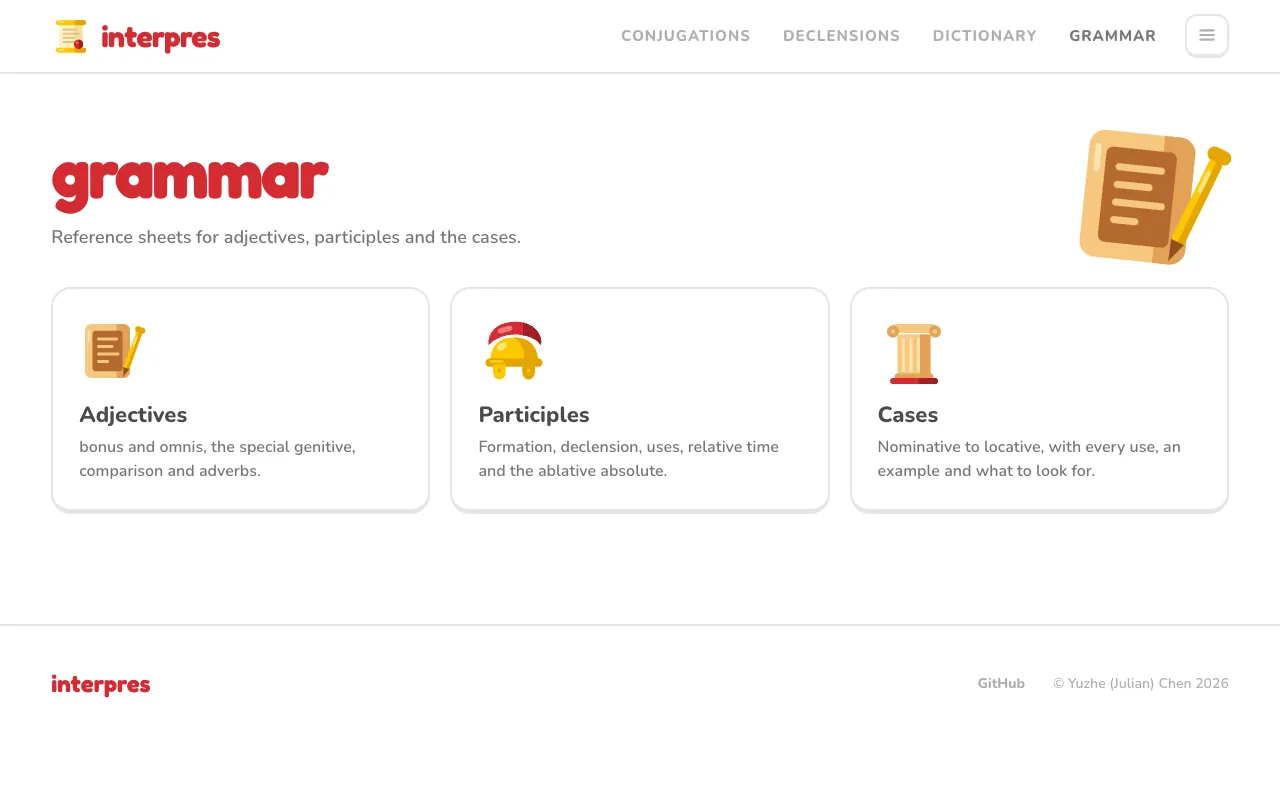 interpres
CONJUGATIONS
DECLENSIONS
DICTIONARY
GRAMMAR
grammar
Reference sheets for adjectives, participles and the cases.
Adjectives
bonus and omnis, the special genitive,
comparison and adverbs.
Participles
Formation, declension, uses, relative time
and the ablative absolute.
Cases
Nominative to locative, with every use, an
example and what to look for.
interpres
GitHub
© Yuzhe (Julian) Chen 2026